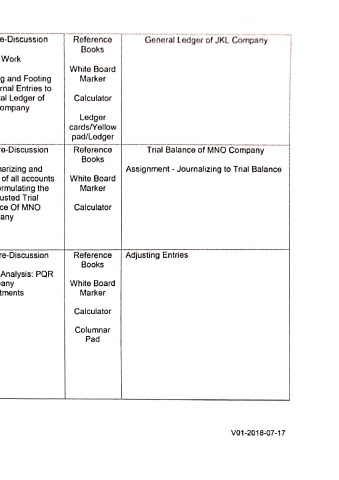 e-Discussion
Work
g and Footing
rnal Entries to
al Ledger of
ompany
Reference
Books
White Board
Marker
Calculator
Ledger
cards/Yellow
pad/Ledger
General Ledger of JKL Company
re-Discussion
narizing and
of all accounts
ormulating the
usted Trial
ce Of MNO
any
Reference
Books
White Board
Marker
Calculator
Trial Balance of MNO Company
Assignment - Journalizing to Trial Balance
re-Discussion
Analysis: PQR
pany
tments
Reference
Books
White Board
Marker
Calculator
Columnar
Pad
Adjusting Entries
V01-2018-07-17